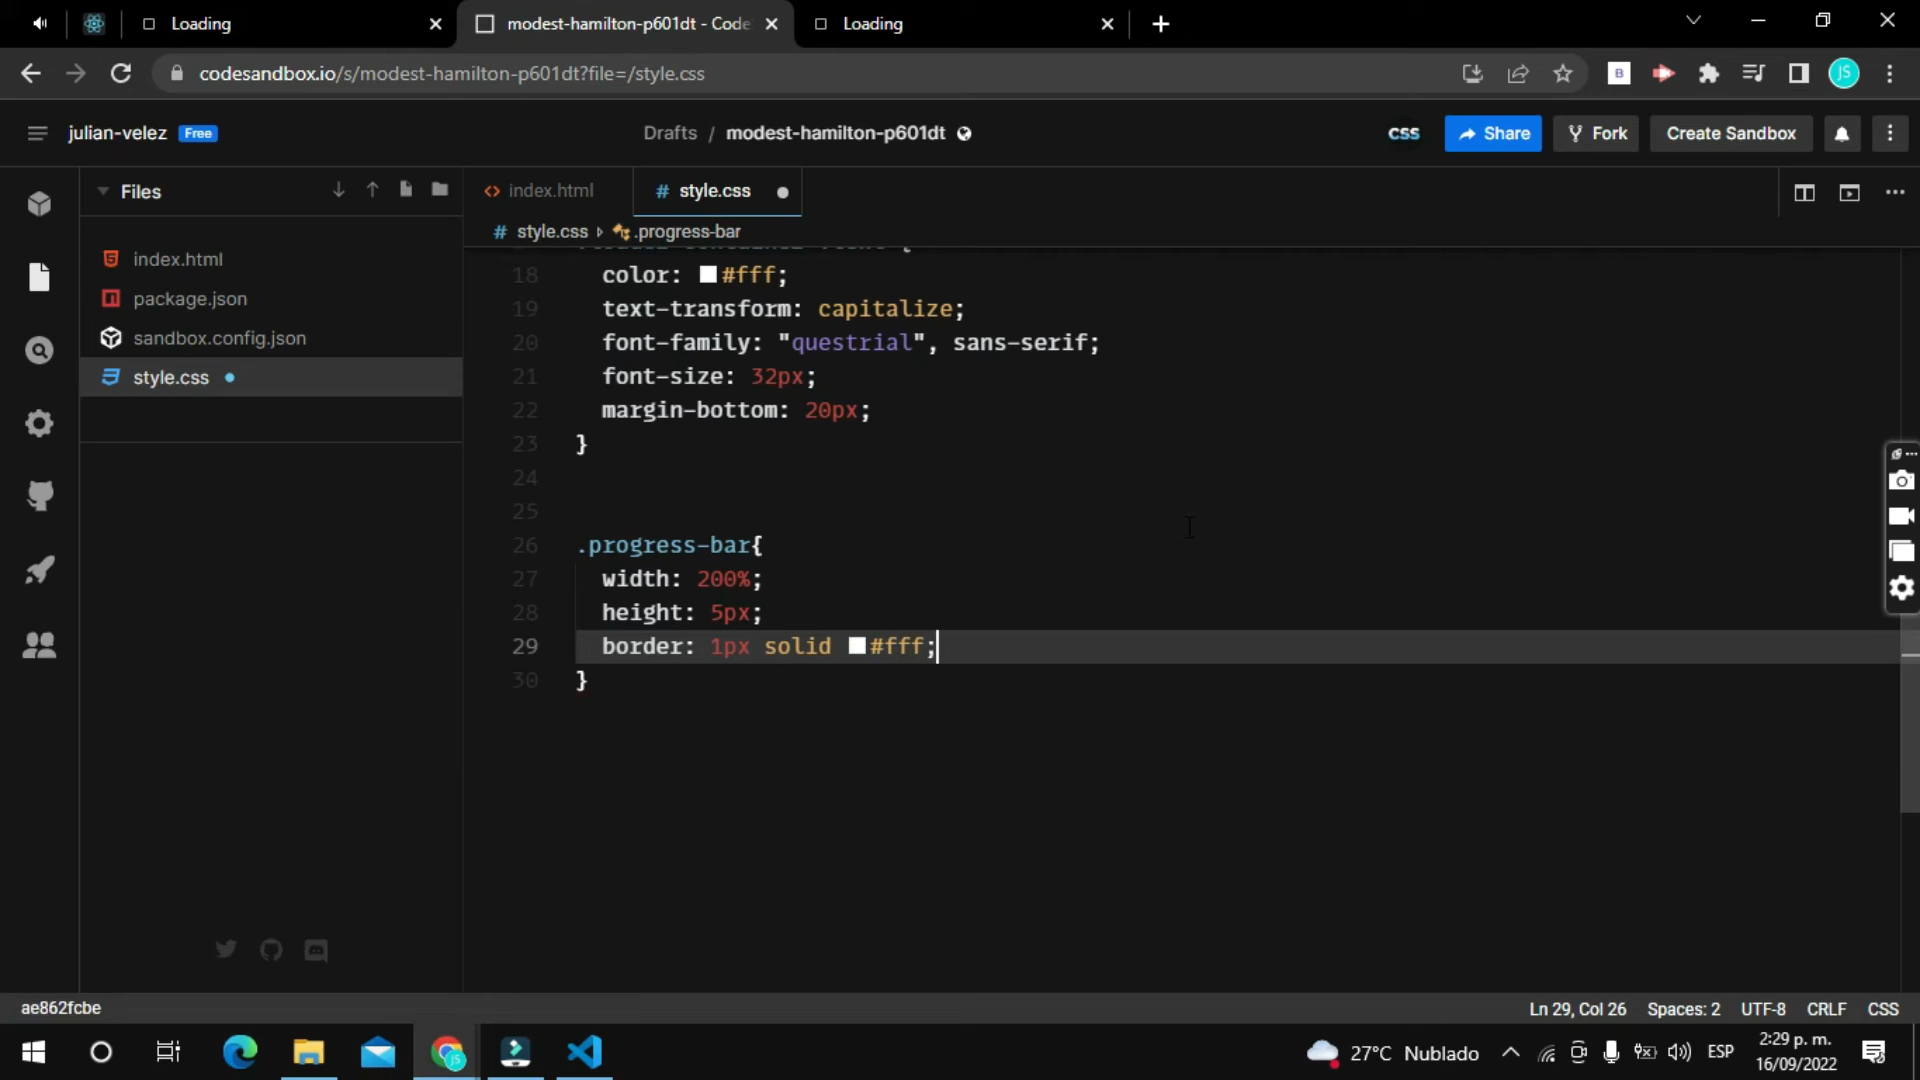 Loading
modest-hamilton-p601dt - Code
Loading
codesandbox.io/s/modest-hamilton-p601dt?file=/style.css
B
JS
julian-velez
Free
Drafts / modest-hamilton-p601dt
CSS
Share
Fork
Create Sandbox
Files
index.html
# style.css
# style.css
.progress-bar
index.html
package.json
sandbox.config.json
style.css
18 color: #fff;
19 text-transform: capitalize;
20 font-family: "questrial", sans-serif;
21 font-size: 32px;
22 margin-bottom: 20px;
23 }
24
25
26 .progress-bar{
27 width: 200%;
28 height: 5px;
29 border: 1px solid #fff;
30 }
ae862fcbe
Ln 29, Col 26
Spaces: 2
UTF-8
CRLF
CSS
JS
27°C Nublado
ESP
2:29 p. m.
16/09/2022